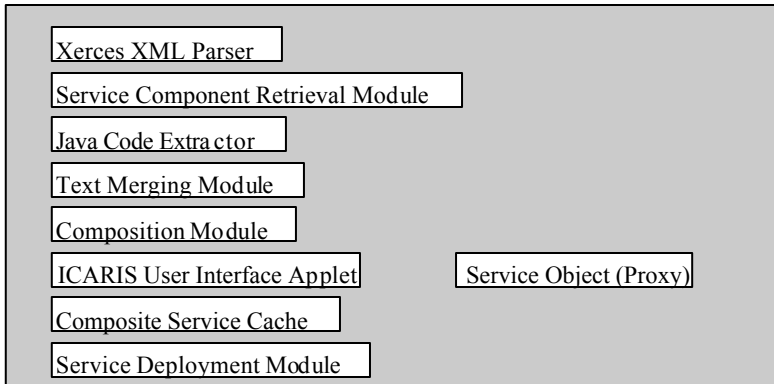 Xerces XML Parser
Service Component Retrieval Module
Java Code Extractor
Text Merging Module
Composition Module
ICARIS User Interface Applet Service Object (Proxy)
Composite Service Cache
Service Deployment Module